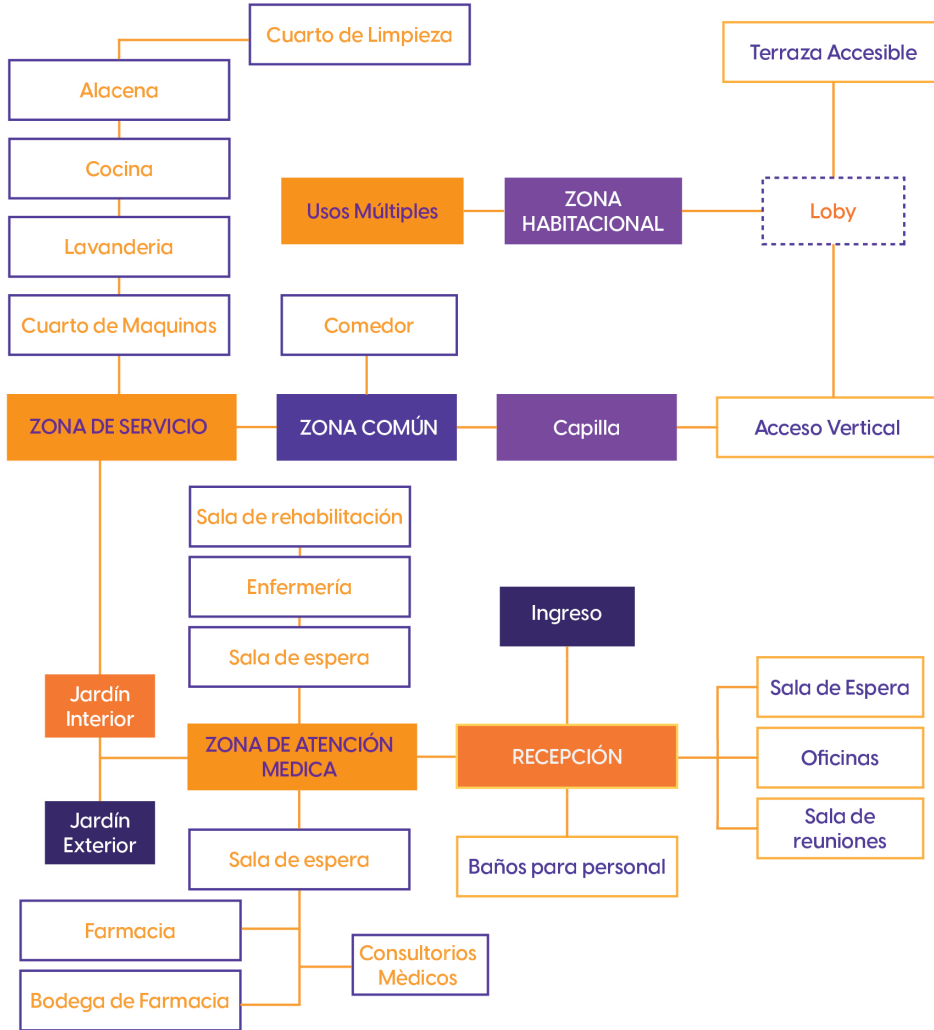 Cuarto de Limpieza
Terraza Accesible
Alacena
Cocina
Usos Múltiples
ZONA
HABITACIONAL
Loby
Lavanderia
Cuarto de Maquinas
Comedor
ZONA DE SERVICIO
ZONA COMÚN
Capilla
Acceso Vertical
Sala de rehabilitación
Enfermería
Ingreso
Sala de espera
Jardín
Interior
Sala de Espera
ZONA DE ATENCIÓN
MEDICA
RECEPCIÓN
Oficinas
Jardín
Exterior
Sala de
reuniones
Sala de espera
Baños para personal
Farmacia
Consultorios
Mèdicos
Bodega de Farmacia